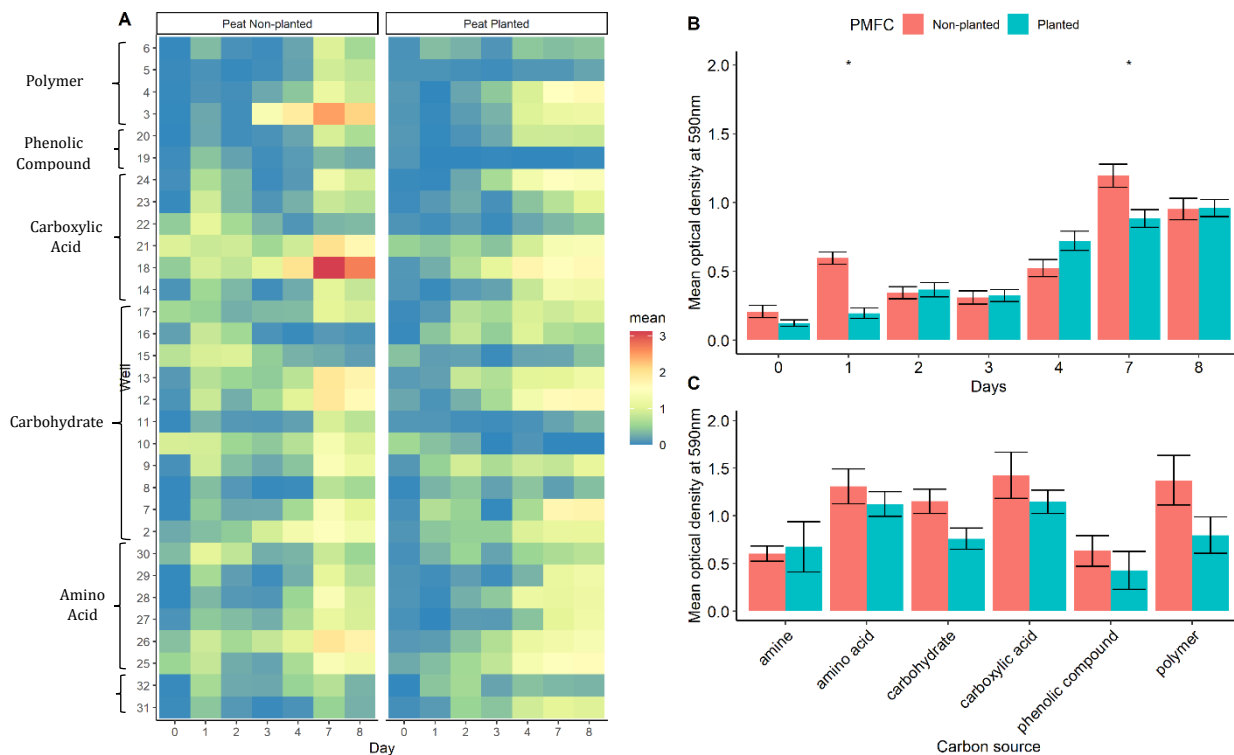 A
Peat Non-planted
Peat Planted
Polymer
Phenolic
Compound
Carboxylic
Acid
Carbohydrate
Amino
Acid
Well
6
5
4
3
20
19
24
23
22
21
18
14
17
16
15
13
12
11
10
9
8
7
2
30
29
28
27
26
25
32
31
0 1 2 3 4 7 8
0 1 2 3 4 7 8
Day
mean
3
2
1
0
B
PMFC Non-planted Planted
Mean optical density at 590nm
2.0
1.5
1.0
0.5
0.0
* *
0 1 2 3 4 7 8
Days
C
Mean optical density at 590nm
2.0
1.5
1.0
0.5
0.0
amine
amino acid
carbohydrate
carboxylic acid
phenolic compound
polymer
Carbon source